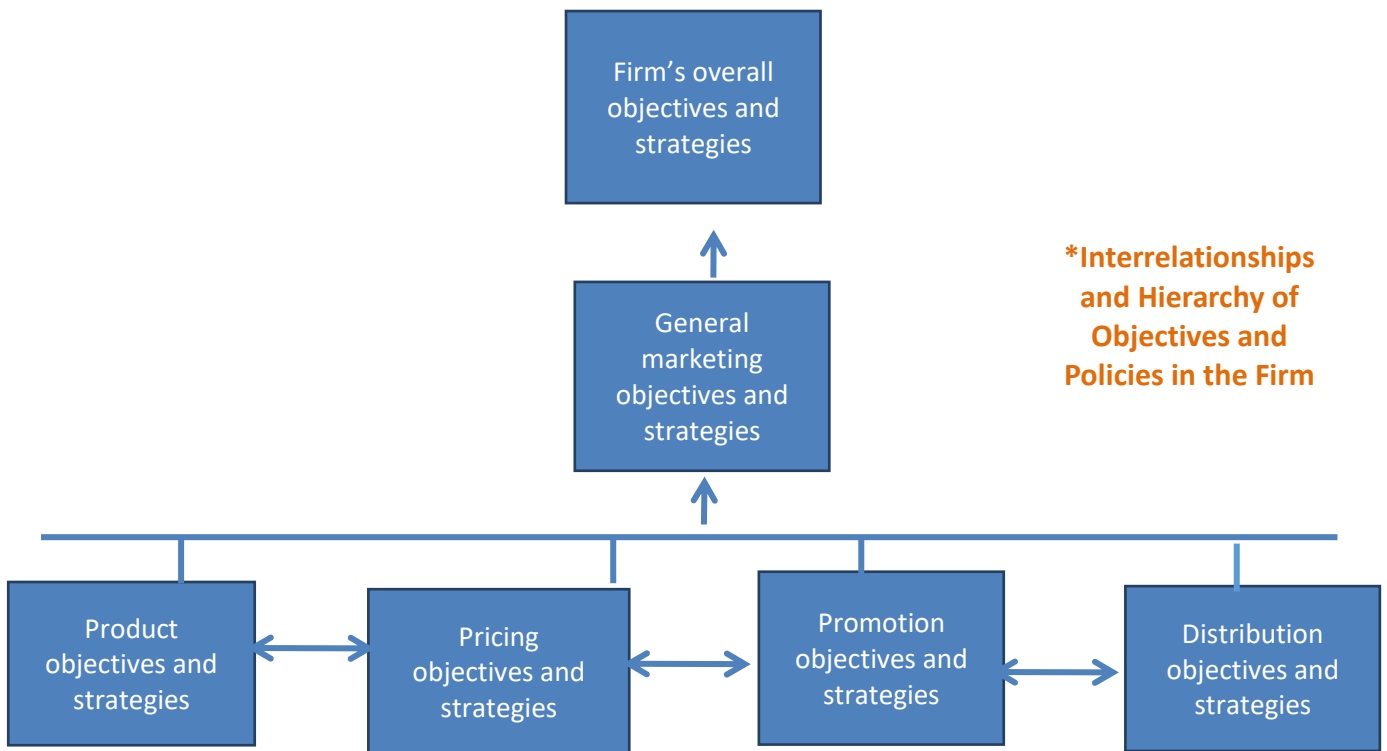 Firm’s overall
objectives and
strategies
*Interrelationships
and Hierarchy of
Objectives and
Policies in the Firm
General
marketing
objectives and
strategies
Product
objectives and
strategies
Pricing
objectives and
strategies
Promotion
objectives and
strategies
Distribution
objectives and
strategies